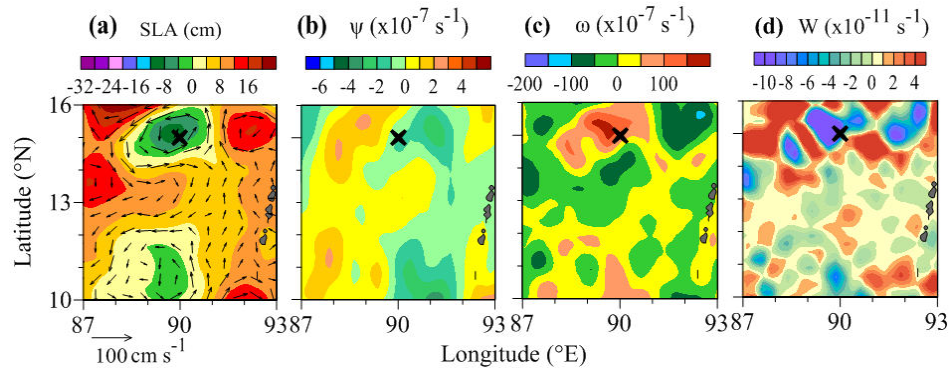 (a) SLA (cm) (b) ψ (x10⁻⁷ s⁻¹) (c) ω (x10⁻⁷ s⁻¹) (d) W (x10⁻¹¹ s⁻¹)
-32 -24 -16 -8 0 8 16 -6 -4 -2 0 2 4 -200 -100 0 100 -10 -8 -6 -4 -2 0 2 4
16
13
10
Latitude (°N)
87 90 93 87 90 93 87 90 93 87 90 93
100 cm s⁻¹
Longitude (°E)